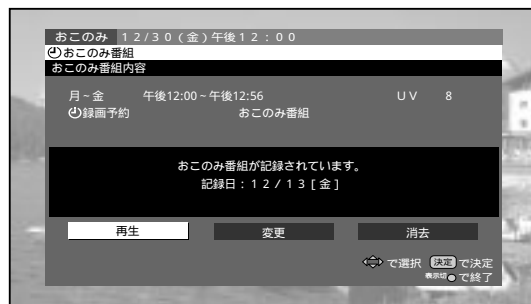 おこのみ 12/30(金)午後12:00
おこのみ番組
おこのみ番組内容
月~金 午後12:00~午後12:56 UV 8
録画予約 おこのみ番組
おこのみ番組が記録されています。
記録日:12/13[金]
再生 変更 消去
で選択 決定 で決定
表示切 で終了